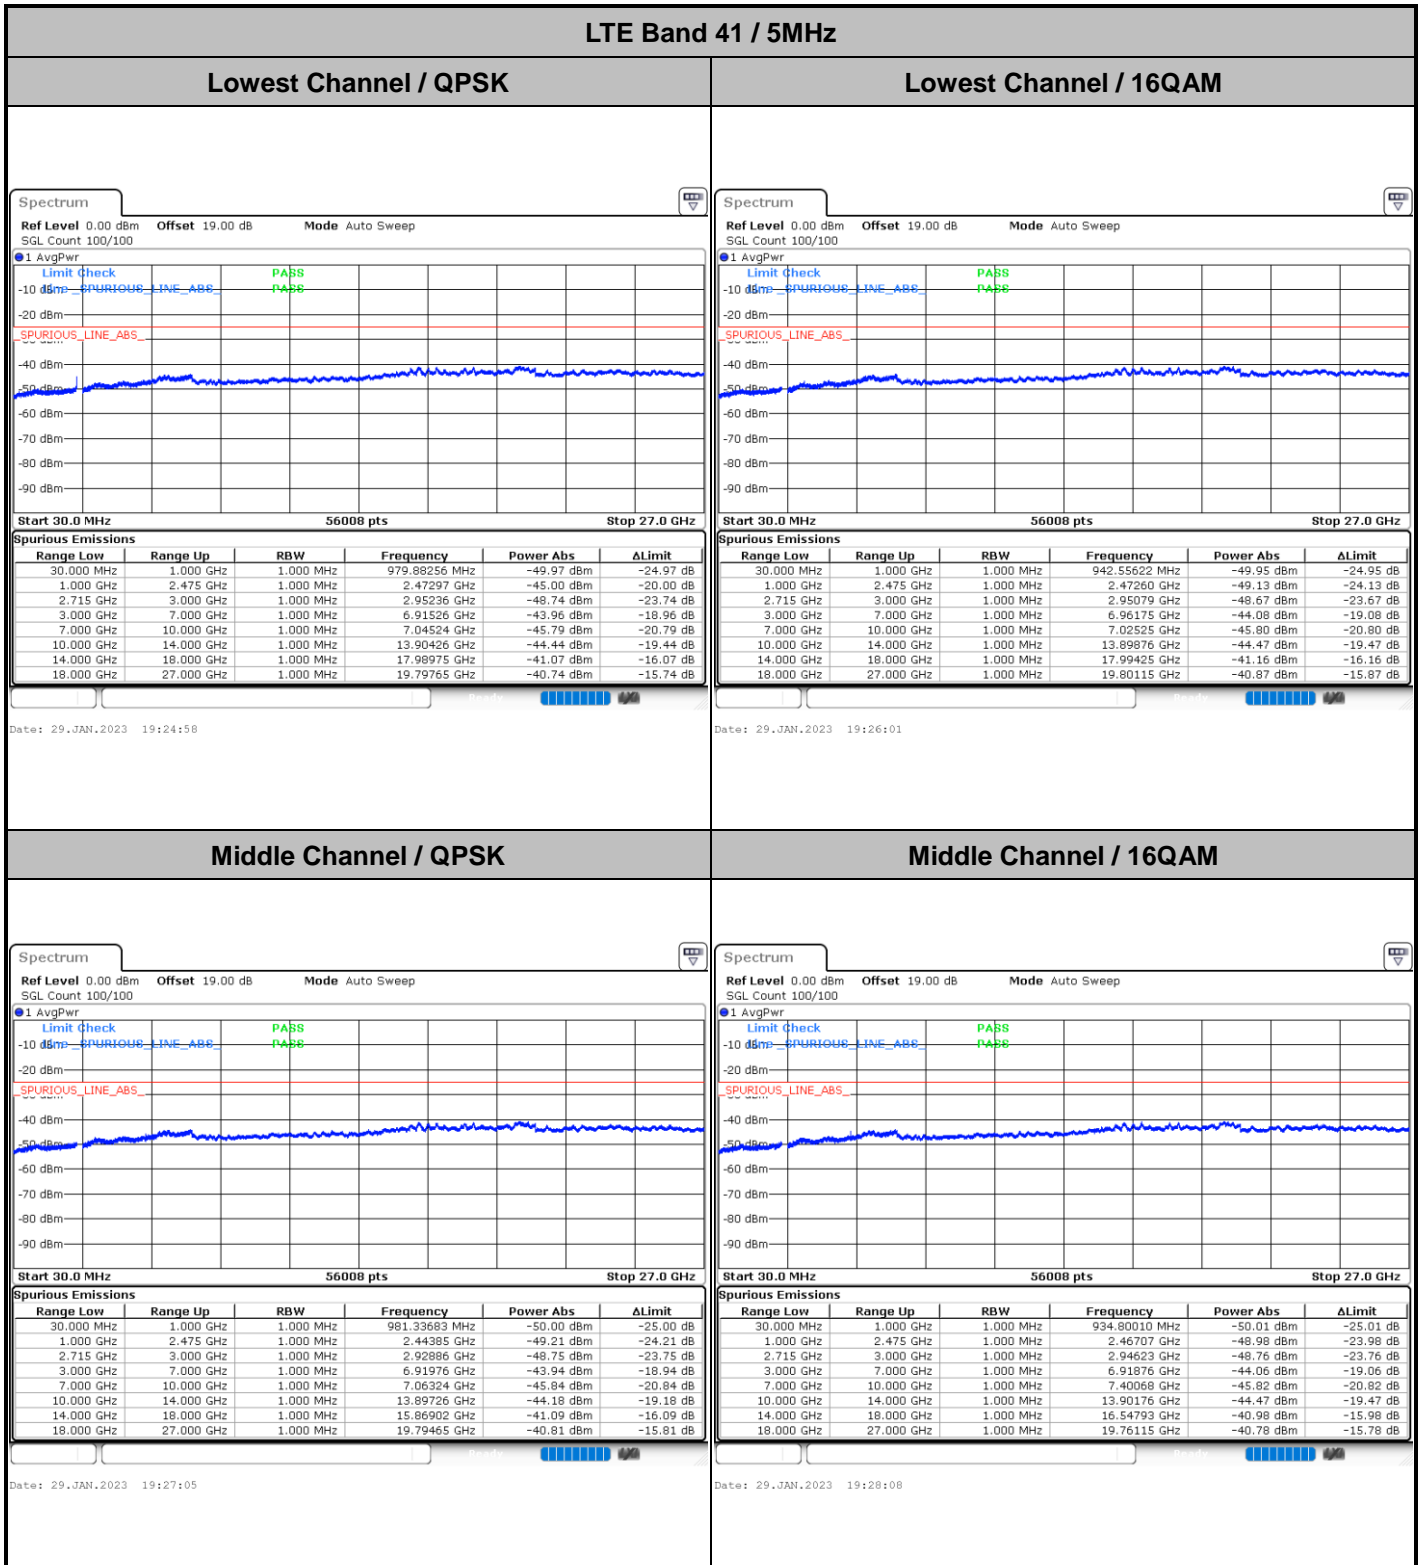 LTE Band 41 / 5MHz
Lowest Channel / QPSK
Lowest Channel / 16QAM
Spectrum
Ref Level 0.00 dBm Offset 19.00 dB Mode Auto Sweep
SGL Count 100/100
1 AvgPwr
Limit Check PASS
-10 dBm Line _SPURIOUS_LINE_ABS_ PASS
-20 dBm
_SPURIOUS_LINE_ABS_
-40 dBm
-50 dBm
-60 dBm
-70 dBm
-80 dBm
-90 dBm
Start 30.0 MHz 56008 pts Stop 27.0 GHz
Spurious Emissions
Range Low Range Up RBW Frequency Power Abs ΔLimit
30.000 MHz 1.000 GHz 1.000 MHz 979.88256 MHz -49.97 dBm -24.97 dB
1.000 GHz 2.475 GHz 1.000 MHz 2.47297 GHz -45.00 dBm -20.00 dB
2.715 GHz 3.000 GHz 1.000 MHz 2.95236 GHz -48.74 dBm -23.74 dB
3.000 GHz 7.000 GHz 1.000 MHz 6.91526 GHz -43.96 dBm -18.96 dB
7.000 GHz 10.000 GHz 1.000 MHz 7.04524 GHz -45.79 dBm -20.79 dB
10.000 GHz 14.000 GHz 1.000 MHz 13.90426 GHz -44.44 dBm -19.44 dB
14.000 GHz 18.000 GHz 1.000 MHz 17.98975 GHz -41.07 dBm -16.07 dB
18.000 GHz 27.000 GHz 1.000 MHz 19.79765 GHz -40.74 dBm -15.74 dB
Date: 29.JAN.2023 19:24:58
Spectrum
Ref Level 0.00 dBm Offset 19.00 dB Mode Auto Sweep
SGL Count 100/100
1 AvgPwr
Limit Check PASS
-10 dBm Line _SPURIOUS_LINE_ABS_ PASS
-20 dBm
_SPURIOUS_LINE_ABS_
-40 dBm
-50 dBm
-60 dBm
-70 dBm
-80 dBm
-90 dBm
Start 30.0 MHz 56008 pts Stop 27.0 GHz
Spurious Emissions
Range Low Range Up RBW Frequency Power Abs ΔLimit
30.000 MHz 1.000 GHz 1.000 MHz 942.55622 MHz -49.95 dBm -24.95 dB
1.000 GHz 2.475 GHz 1.000 MHz 2.47260 GHz -49.13 dBm -24.13 dB
2.715 GHz 3.000 GHz 1.000 MHz 2.95079 GHz -48.67 dBm -23.67 dB
3.000 GHz 7.000 GHz 1.000 MHz 6.96175 GHz -44.08 dBm -19.08 dB
7.000 GHz 10.000 GHz 1.000 MHz 7.02525 GHz -45.80 dBm -20.80 dB
10.000 GHz 14.000 GHz 1.000 MHz 13.89876 GHz -44.47 dBm -19.47 dB
14.000 GHz 18.000 GHz 1.000 MHz 17.99425 GHz -41.16 dBm -16.16 dB
18.000 GHz 27.000 GHz 1.000 MHz 19.80115 GHz -40.87 dBm -15.87 dB
Date: 29.JAN.2023 19:26:01
Middle Channel / QPSK
Middle Channel / 16QAM
Spectrum
Ref Level 0.00 dBm Offset 19.00 dB Mode Auto Sweep
SGL Count 100/100
1 AvgPwr
Limit Check PASS
-10 dBm Line _SPURIOUS_LINE_ABS_ PASS
-20 dBm
_SPURIOUS_LINE_ABS_
-40 dBm
-50 dBm
-60 dBm
-70 dBm
-80 dBm
-90 dBm
Start 30.0 MHz 56008 pts Stop 27.0 GHz
Spurious Emissions
Range Low Range Up RBW Frequency Power Abs ΔLimit
30.000 MHz 1.000 GHz 1.000 MHz 981.33683 MHz -50.00 dBm -25.00 dB
1.000 GHz 2.475 GHz 1.000 MHz 2.44385 GHz -49.21 dBm -24.21 dB
2.715 GHz 3.000 GHz 1.000 MHz 2.92886 GHz -48.75 dBm -23.75 dB
3.000 GHz 7.000 GHz 1.000 MHz 6.91976 GHz -43.94 dBm -18.94 dB
7.000 GHz 10.000 GHz 1.000 MHz 7.06324 GHz -45.84 dBm -20.84 dB
10.000 GHz 14.000 GHz 1.000 MHz 13.89726 GHz -44.18 dBm -19.18 dB
14.000 GHz 18.000 GHz 1.000 MHz 15.86902 GHz -41.09 dBm -16.09 dB
18.000 GHz 27.000 GHz 1.000 MHz 19.79465 GHz -40.81 dBm -15.81 dB
Date: 29.JAN.2023 19:27:05
Spectrum
Ref Level 0.00 dBm Offset 19.00 dB Mode Auto Sweep
SGL Count 100/100
1 AvgPwr
Limit Check PASS
-10 dBm Line _SPURIOUS_LINE_ABS_ PASS
-20 dBm
_SPURIOUS_LINE_ABS_
-40 dBm
-50 dBm
-60 dBm
-70 dBm
-80 dBm
-90 dBm
Start 30.0 MHz 56008 pts Stop 27.0 GHz
Spurious Emissions
Range Low Range Up RBW Frequency Power Abs ΔLimit
30.000 MHz 1.000 GHz 1.000 MHz 934.80010 MHz -50.01 dBm -25.01 dB
1.000 GHz 2.475 GHz 1.000 MHz 2.46707 GHz -48.98 dBm -23.98 dB
2.715 GHz 3.000 GHz 1.000 MHz 2.94623 GHz -48.76 dBm -23.76 dB
3.000 GHz 7.000 GHz 1.000 MHz 6.91876 GHz -44.06 dBm -19.06 dB
7.000 GHz 10.000 GHz 1.000 MHz 7.40068 GHz -45.82 dBm -20.82 dB
10.000 GHz 14.000 GHz 1.000 MHz 13.90176 GHz -44.47 dBm -19.47 dB
14.000 GHz 18.000 GHz 1.000 MHz 16.54793 GHz -40.98 dBm -15.98 dB
18.000 GHz 27.000 GHz 1.000 MHz 19.76115 GHz -40.78 dBm -15.78 dB
Date: 29.JAN.2023 19:28:08